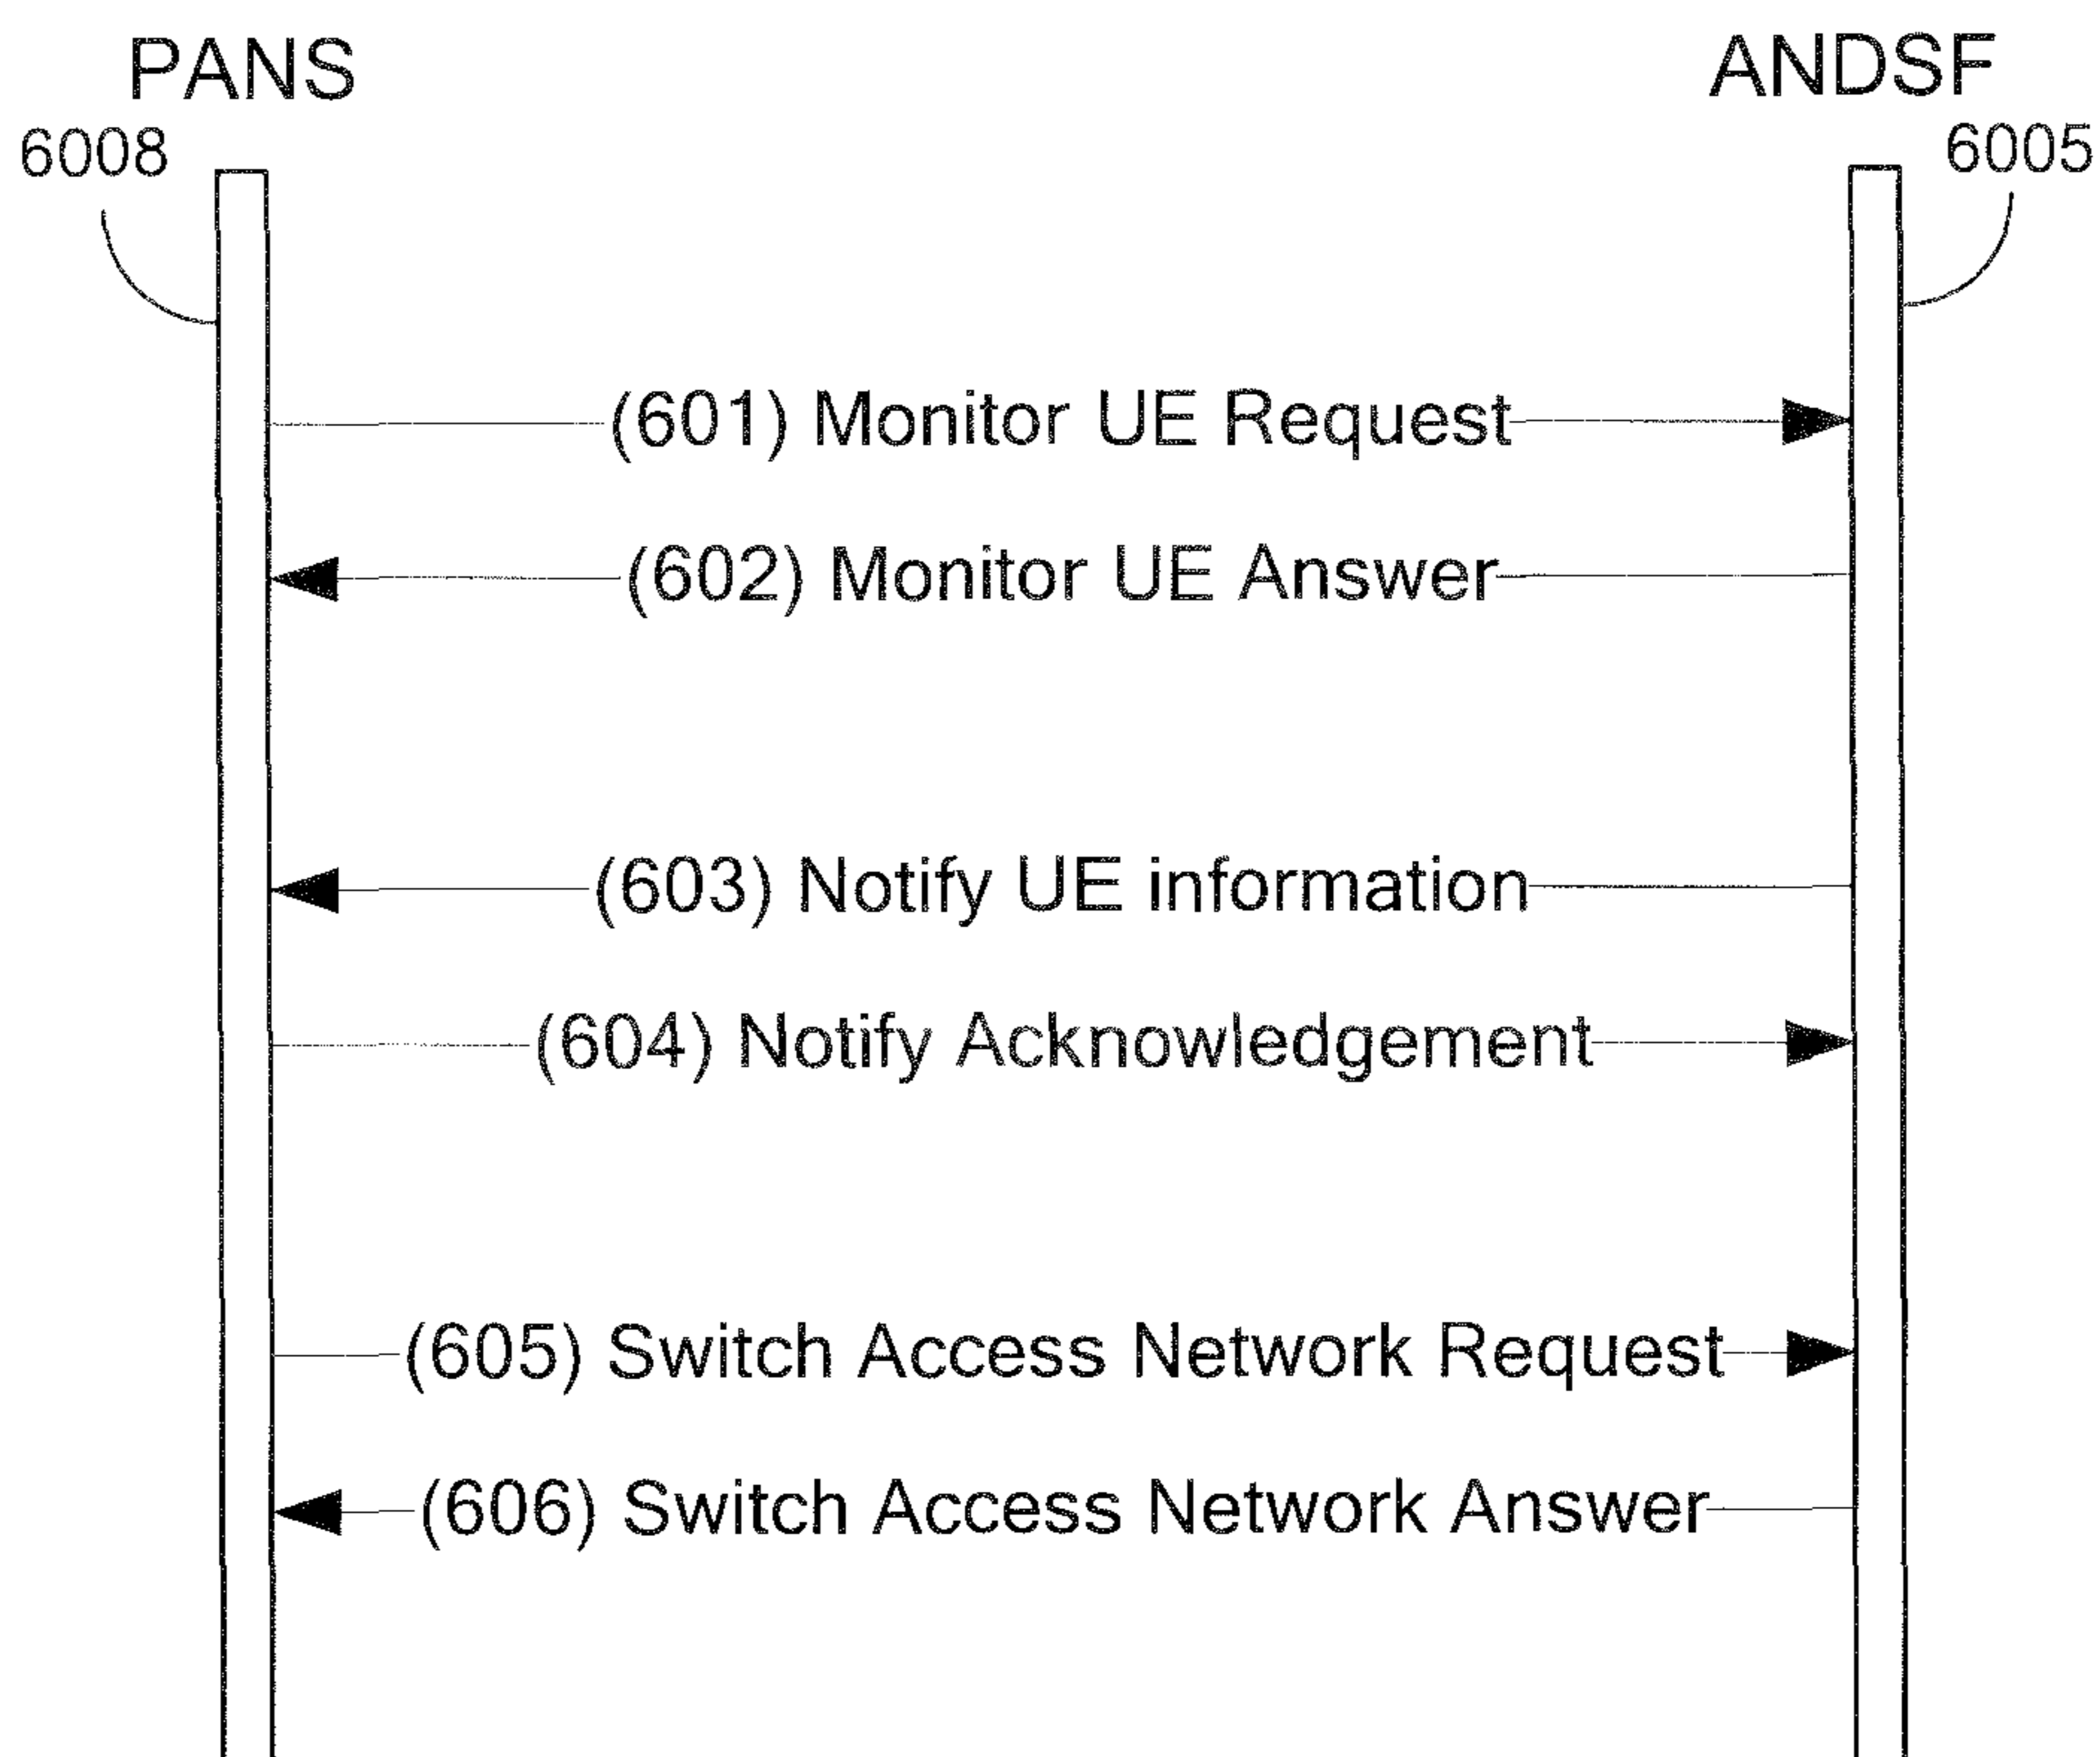 PANS
ANDSF
6008
6005
(601) Monitor UE Request
(602) Monitor UE Answer
(603) Notify UE information
(604) Notify Acknowledgement
(605) Switch Access Network Request
(606) Switch Access Network Answer